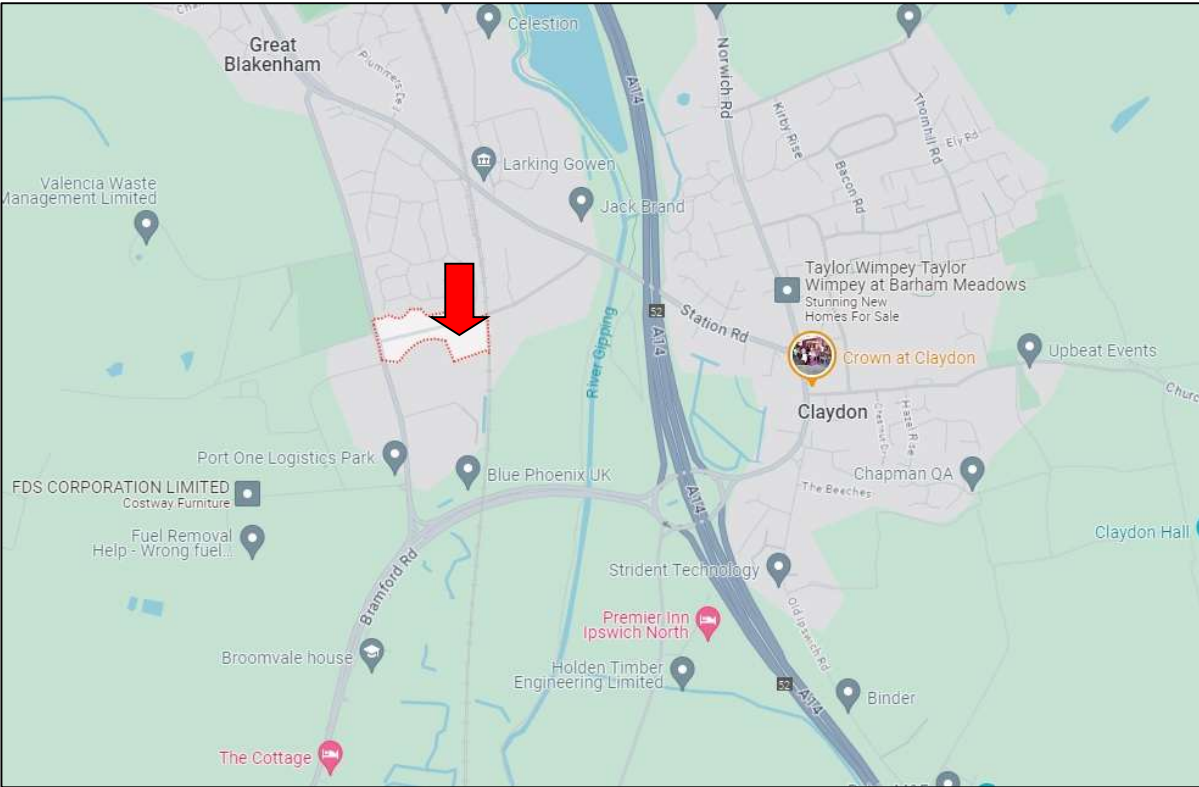 Celestion
Great
Blakenham
A14
Norwich Rd
Kirby Rise
Thornhill Rd
Ely Rd
Bacon Rd
Larking Gowen
Jack Brand
Valencia Waste
Management Limited
Taylor Wimpey Taylor
Wimpey at Barham Meadows
Stunning New
Homes For Sale
52
Station Rd
A14
River Gipping
Crown at Claydon
Upbeat Events
Claydon
Hazel Rise
Port One Logistics Park
Blue Phoenix UK
Chapman QA
The Beeches
FDS CORPORATION LIMITED
Costway Furniture
A14
Fuel Removal
Help - Wrong fuel...
Claydon Hall
Bramford Rd
Strident Technology
Old Ipswich Rd
Premier Inn
Ipswich North
Broomvale house
Holden Timber
Engineering Limited
52
A14
Binder
The Cottage